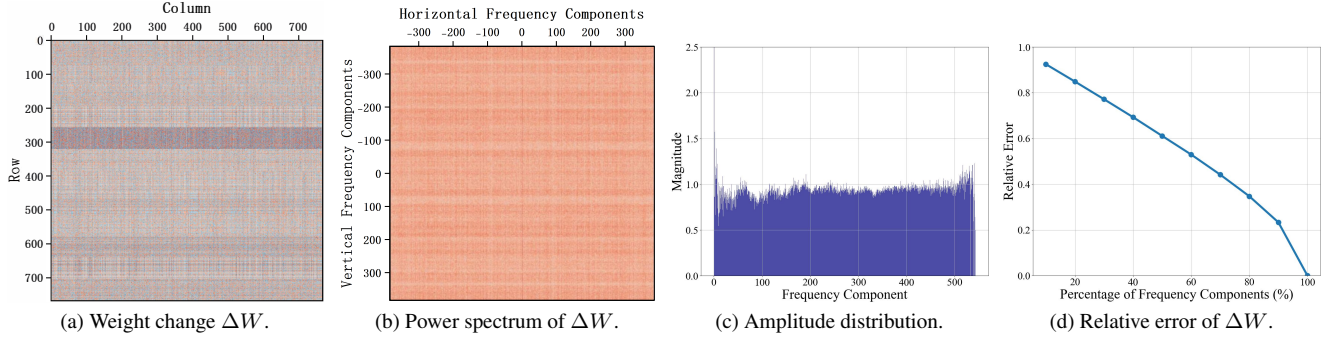 Column
0 100 200 300 400 500 600 700
0
100
200
300
400
500
600
700
Row
(a) Weight change ΔW.
Horizontal Frequency Components
-300 -200 -100 0 100 200 300
-300
-200
-100
0
100
200
300
Vertical Frequency Components
(b) Power spectrum of ΔW.
2.5
2.0
1.5
1.0
0.5
0.0
Magnitude
0 100 200 300 400 500
Frequency Component
(c) Amplitude distribution.
1.0
0.8
0.6
0.4
0.2
0.0
Relative Error
20 40 60 80 100
Percentage of Frequency Components (%)
(d) Relative error of ΔW.